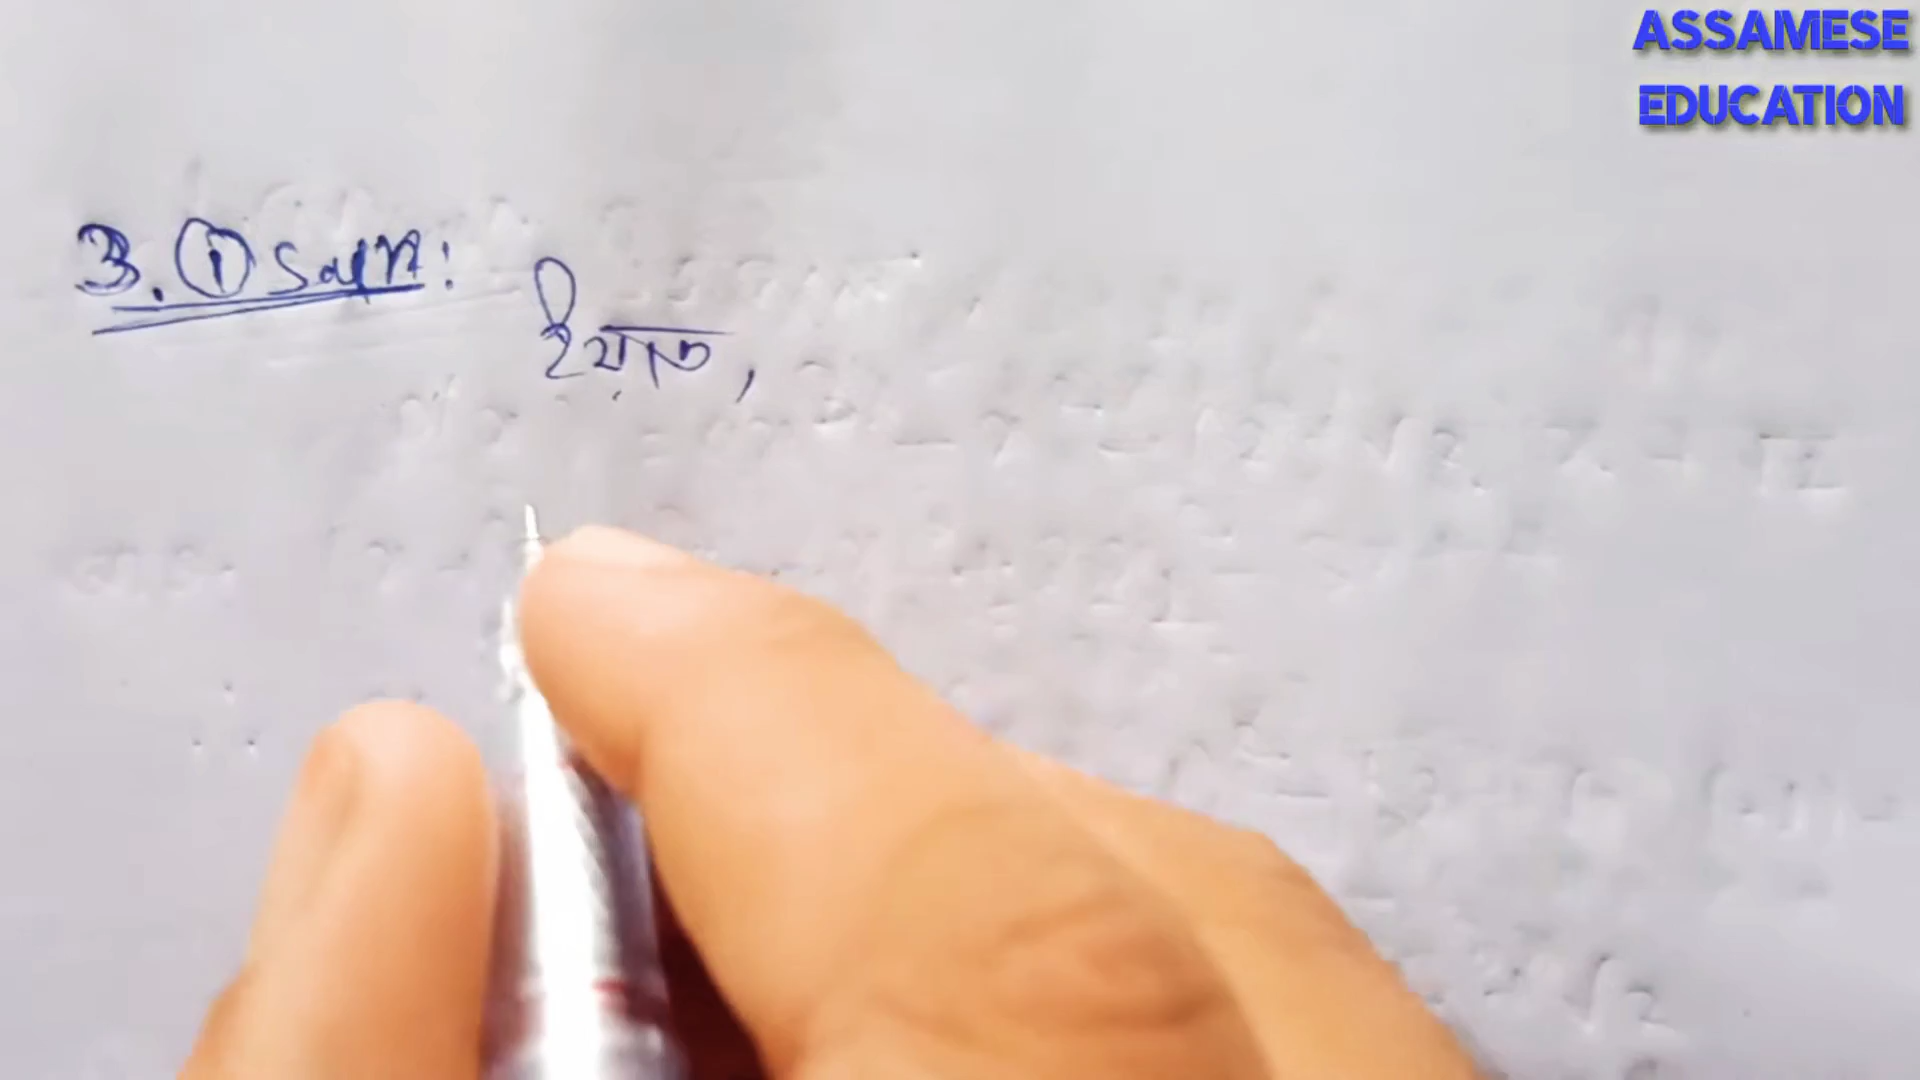 ASSAMESE
EDUCATION
3. (i) Soln:
ইয়াত,